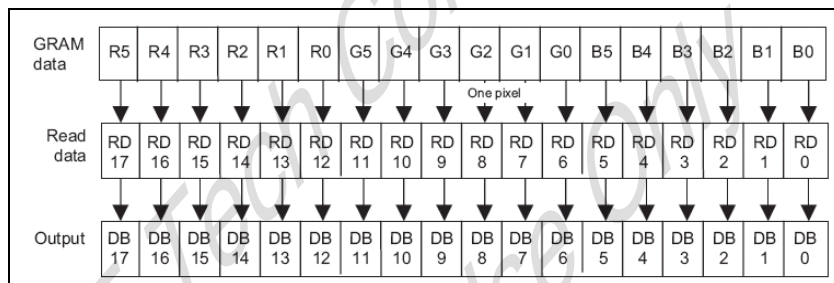 GRAM data R5 R4 R3 R2 R1 R0 G5 G4 G3 G2 G1 G0 B5 B4 B3 B2 B1 B0
One pixel
Read data RD 17 RD 16 RD 15 RD 14 RD 13 RD 12 RD 11 RD 10 RD 9 RD 8 RD 7 RD 6 RD 5 RD 4 RD 3 RD 2 RD 1 RD 0
Output DB 17 DB 16 DB 15 DB 14 DB 13 DB 12 DB 11 DB 10 DB 9 DB 8 DB 7 DB 6 DB 5 DB 4 DB 3 DB 2 DB 1 DB 0
Tech
Only